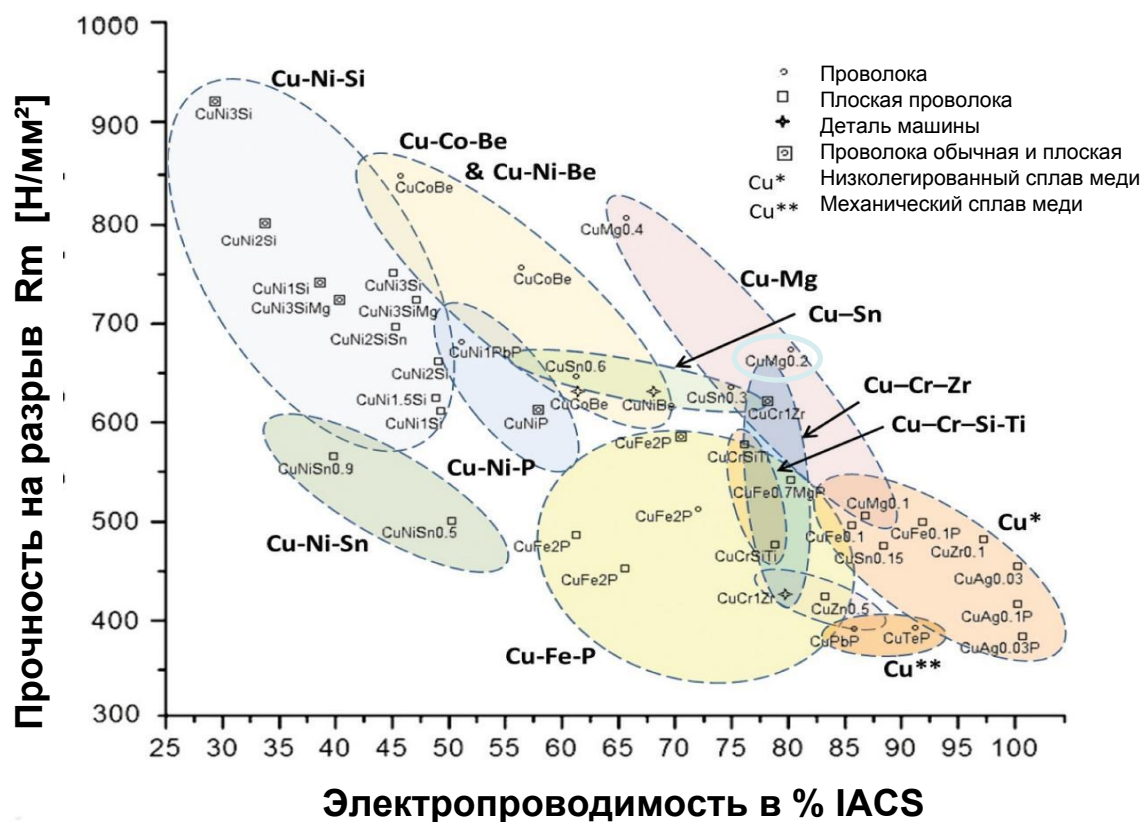 Прочность на разрыв Rm [Н/мм²]
1000
900
800
700
600
500
400
300
Cu-Ni-Si
CuNi3Si
CuNi2Si
CuNi1Si
CuNi3SiMg
CuNi3Si
CuNi3SiMg
CuNi2SiSn
CuNi2Si
CuNi1.5Si
CuNi1Si
Cu-Co-Be
& Cu-Ni-Be
CuCoBe
CuCoBe
CuMg0.4
Проволока
Плоская проволока
Деталь машины
Проволока обычная и плоская
Cu* Низколегированный сплав меди
Cu** Механический сплав меди
Cu-Mg
Cu–Sn
CuMg0.2
Cu–Cr–Zr
Cu–Cr–Si-Ti
CuNi1PbP
CuSn0.6
CuCoBe
CuNiBe
CuSn0.3
CuCr1Zr
CuNiP
Cu-Ni-P
CuFe2P
CuCrSiTi
CuNiSn0.9
CuNiSn0.5
Cu-Ni-Sn
CuFe0.7MgP
CuMg0.1
Cu*
CuFe2P
CuFe2P
CuFe2P
CuFe0.1
CuFe0.1P
CuSn0.15
CuZr0.1
CuCrSiTi
CuAg0.03
CuCr1Zr
CuZn0.5
CuAg0.1P
CuPbP
CuTeP
CuAg0.03P
Cu-Fe-P
Cu**
25 30 35 40 45 50 55 60 65 70 75 80 85 90 95 100
Электропроводимость в % IACS